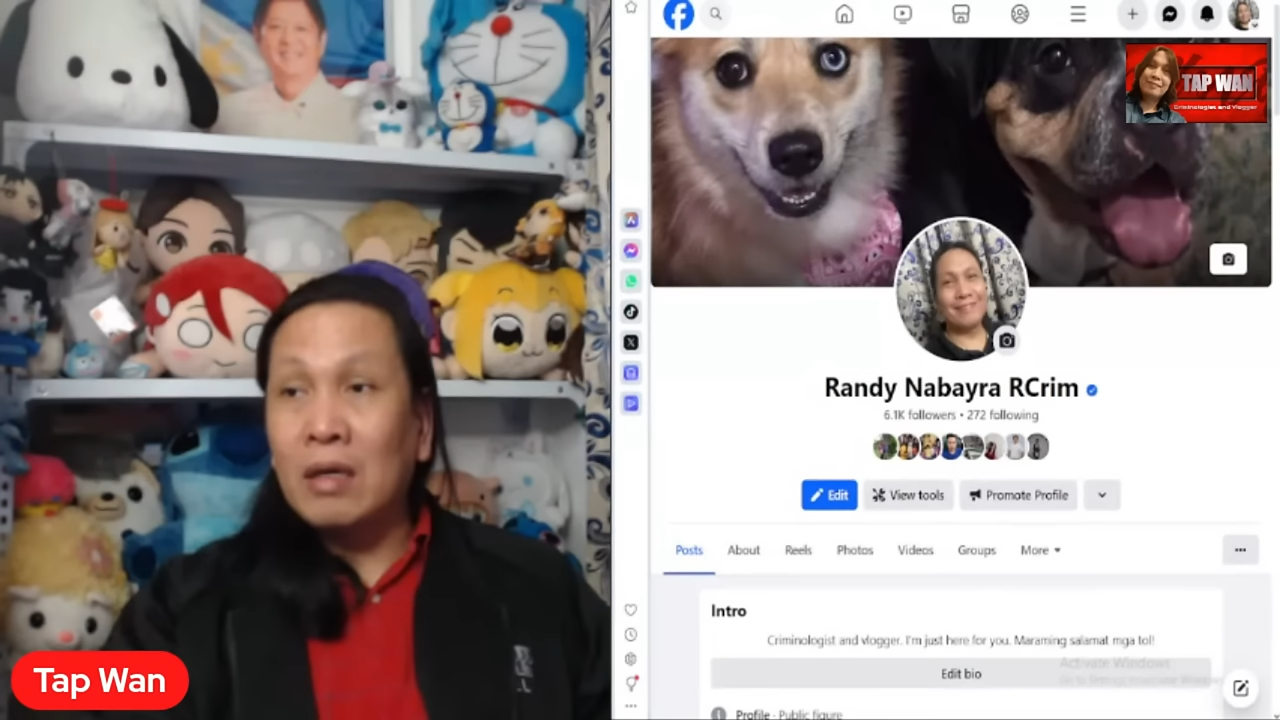 TAP WAN
Criminologist and Vlogger
Randy Nabayra RCrim
6.1K followers • 272 following
Edit
View tools
Promote Profile
Posts
About
Reels
Photos
Videos
Groups
More
Intro
Criminologist and vlogger. I'm just here for you. Maraming salamat mga tol!
Edit bio
Activate Windows
Profile · Public figure
Tap Wan